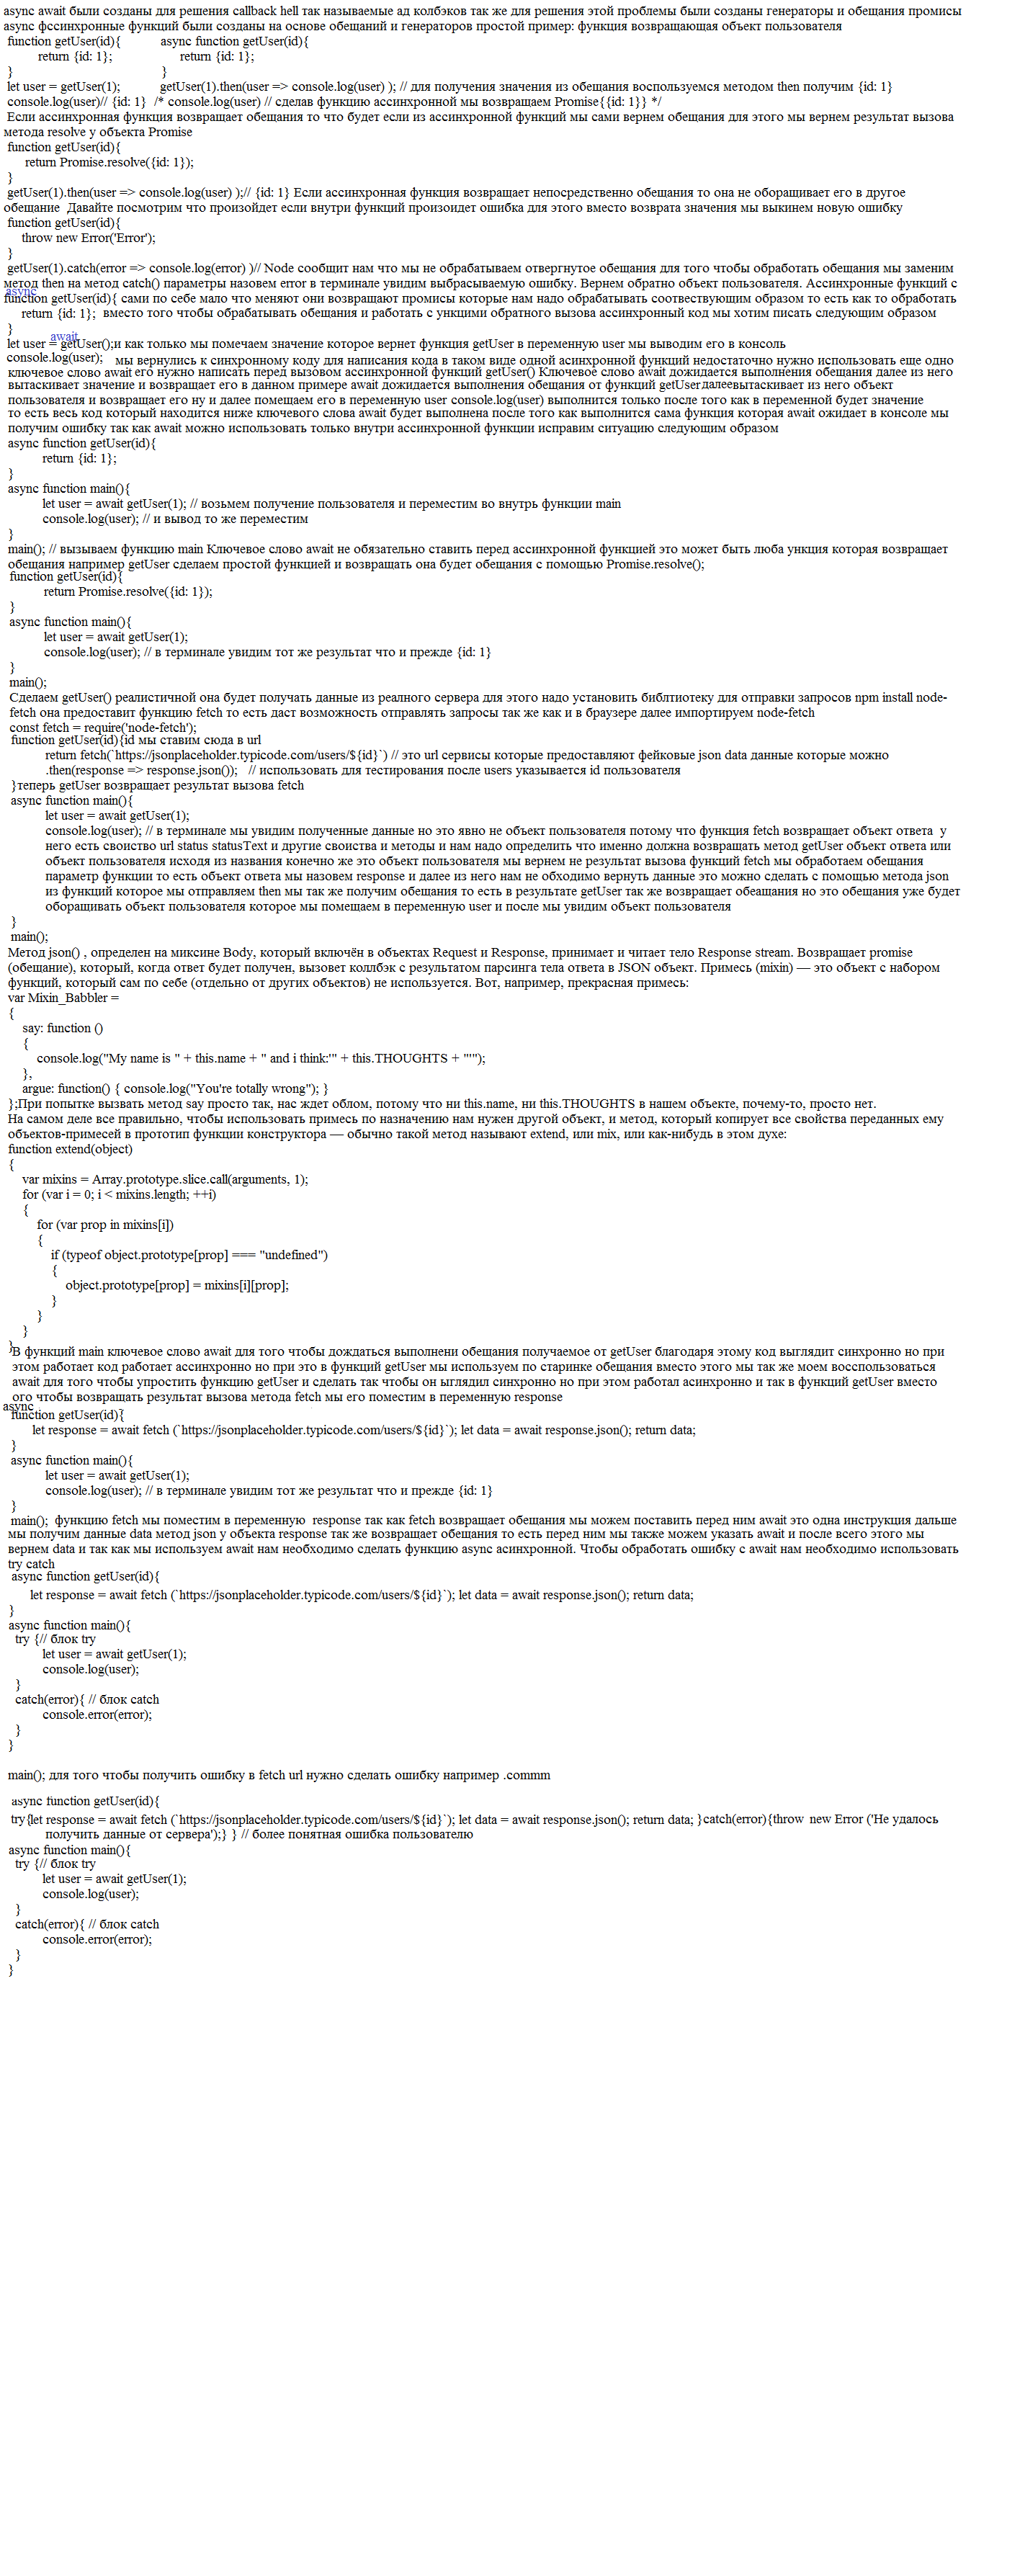 async await были созданы для решения callback hell так называемые ад колбэков так же для решения этой проблемы были созданы генераторы и обещания промисы
async фссинхронные функций были созданы на основе обещаний и генераторов простой пример: функция возвращающая объект пользователя
function getUser(id){ async function getUser(id){
return {id: 1}; return {id: 1};
} }
let user = getUser(1); getUser(1).then(user => console.log(user) ); // для получения значения из обещания воспользуемся методом then получим {id: 1}
console.log(user)// {id: 1} /* console.log(user) // сделав функцию ассинхронной мы возвращаем Promise{{id: 1}} */
Если ассинхронная функция возвращает обещания то что будет если из ассинхронной функций мы сами вернем обещания для этого мы вернем результат вызова
метода resolve у объекта Promise
function getUser(id){
return Promise.resolve({id: 1});
}
getUser(1).then(user => console.log(user) );// {id: 1} Если ассинхронная функция возвращает непосредственно обещания то она не оборашивает его в другое
обещание Давайте посмотрим что произойдет если внутри функций произоидет ошибка для этого вместо возврата значения мы выкинем новую ошибку
function getUser(id){
throw new Error('Error');
}
getUser(1).catch(error => console.log(error) )// Node сообщит нам что мы не обрабатываем отвергнутое обещания для того чтобы обработать обещания мы заменим
метод then на метод catch() параметры назовем error в терминале увидим выбрасываемую ошибку. Вернем обратно объект пользователя. Ассинхронные функций с
async
function getUser(id){ сами по себе мало что меняют они возвращают промисы которые нам надо обрабатывать соотвествующим образом то есть как то обработать
return {id: 1}; вместо того чтобы обрабатывать обещания и работать с ункциями обратного вызова ассинхронный код мы хотим писать следующим образом
}
await
let user = getUser();и как только мы помечаем значение которое вернет функция getUser в переменную user мы выводим его в консоль
console.log(user); мы вернулись к синхронному коду для написания кода в таком виде одной асинхронной функций недостаточно нужно использовать еще одно
ключевое слово await его нужно написать перед вызовом ассинхронной функций getUser() Ключевое слово await дожидается выполнения обещания далее из него
вытаскивает значение и возвращает его в данном примере await дожидается выполнения обещания от функций getUser далеевытаскивает из него объект
пользователя и возвращает его ну и далее помещаем его в переменную user console.log(user) выполнится только после того как в переменной будет значение
то есть весь код который находится ниже ключевого слова await будет выполнена после того как выполнится сама функция которая await ожидает в консоле мы
получим ошибку так как await можно использовать только внутри ассинхронной функции исправим ситуацию следующим образом
async function getUser(id){
return {id: 1};
}
async function main(){
let user = await getUser(1); // возьмем получение пользователя и переместим во внутрь функции main
console.log(user); // и вывод то же переместим
}
main(); // вызываем функцию main Ключевое слово await не обязательно ставить перед ассинхронной функцией это может быть люба ункция которая возвращает
обещания например getUser сделаем простой функцией и возвращать она будет обещания с помощью Promise.resolve();
function getUser(id){
return Promise.resolve({id: 1});
}
async function main(){
let user = await getUser(1);
console.log(user); // в терминале увидим тот же результат что и прежде {id: 1}
}
main();
Сделаем getUser() реалистичной она будет получать данные из реалного сервера для этого надо установить библтиотеку для отправки запросов npm install node-
fetch она предоставит функцию fetch то есть даст возможность отправлять запросы так же как и в браузере далее импортируем node-fetch
const fetch = require('node-fetch');
function getUser(id){id мы ставим сюда в url
return fetch(`https://jsonplaceholder.typicode.com/users/${id}`) // это url сервисы которые предоставляют фейковые json data данные которые можно
.then(response => response.json()); // использовать для тестирования после users указывается id пользователя
}теперь getUser возвращает результат вызова fetch
async function main(){
let user = await getUser(1);
console.log(user); // в терминале мы увидим полученные данные но это явно не объект пользователя потому что функция fetch возвращает объект ответа у
него есть своиство url status statusText и другие своиства и методы и нам надо определить что именно должна возвращать метод getUser объект ответа или
объект пользователя исходя из названия конечно же это объект пользователя мы вернем не результат вызова функций fetch мы обработаем обещания
параметр функции то есть объект ответа мы назовем response и далее из него нам не обходимо вернуть данные это можно сделать с помощью метода json
из функций которое мы отправляем then мы так же получим обещания то есть в результате getUser так же возвращает обеащания но это обещания уже будет
оборащивать объект пользователя которое мы помещаем в переменную user и после мы увидим объект пользователя
}
main();
Метод json() , определен на миксине Body, который включён в объектах Request и Response, принимает и читает тело Response stream. Возвращает promise
(обещание), который, когда ответ будет получен, вызовет коллбэк с результатом парсинга тела ответа в JSON объект. Примесь (mixin) — это объект с набором
функций, который сам по себе (отдельно от других объектов) не используется. Вот, например, прекрасная примесь:
var Mixin_Babbler =
{
say: function ()
{
console.log("My name is " + this.name + " and i think:'" + this.THOUGHTS + "'");
},
argue: function() { console.log("You're totally wrong"); }
};При попытке вызвать метод say просто так, нас ждет облом, потому что ни this.name, ни this.THOUGHTS в нашем объекте, почему-то, просто нет.
На самом деле все правильно, чтобы использовать примесь по назначению нам нужен другой объект, и метод, который копирует все свойства переданных ему
объектов-примесей в прототип функции конструктора — обычно такой метод называют extend, или mix, или как-нибудь в этом духе:
function extend(object)
{
var mixins = Array.prototype.slice.call(arguments, 1);
for (var i = 0; i < mixins.length; ++i)
{
for (var prop in mixins[i])
{
if (typeof object.prototype[prop] === "undefined")
{
object.prototype[prop] = mixins[i][prop];
}
}
}
}
В функций main ключевое слово await для того чтобы дождаться выполнени обещания получаемое от getUser благодаря этому код выглядит синхронно но при
этом работает код работает ассинхронно но при это в функций getUser мы используем по старинке обещания вместо этого мы так же моем восспользоваться
await для того чтобы упростить функцию getUser и сделать так чтобы он ыглядил синхронно но при этом работал асинхронно и так в функций getUser вместо
ого чтобы возвращать результат вызова метода fetch мы его поместим в переменную response
async
function getUser(id){
let response = await fetch (`https://jsonplaceholder.typicode.com/users/${id}`); let data = await response.json(); return data;
}
async function main(){
let user = await getUser(1);
console.log(user); // в терминале увидим тот же результат что и прежде {id: 1}
}
main(); функцию fetch мы поместим в переменную response так как fetch возвращает обещания мы можем поставить перед ним await это одна инструкция дальше
мы получим данные data метод json у объекта response так же возвращает обещания то есть перед ним мы также можем указать await и после всего этого мы
вернем data и так как мы используем await нам необходимо сделать функцию async асинхронной. Чтобы обработать ошибку с await нам необходимо использовать
try catch
async function getUser(id){
let response = await fetch (`https://jsonplaceholder.typicode.com/users/${id}`); let data = await response.json(); return data;
}
async function main(){
try {// блок try
let user = await getUser(1);
console.log(user);
}
catch(error){ // блок catch
console.error(error);
}
}
main(); для того чтобы получить ошибку в fetch url нужно сделать ошибку например .commm
async function getUser(id){
try{let response = await fetch (`https://jsonplaceholder.typicode.com/users/${id}`); let data = await response.json(); return data; }catch(error){throw new Error ('Не удалось
получить данные от сервера');} } // более понятная ошибка пользователю
async function main(){
try {// блок try
let user = await getUser(1);
console.log(user);
}
catch(error){ // блок catch
console.error(error);
}
}